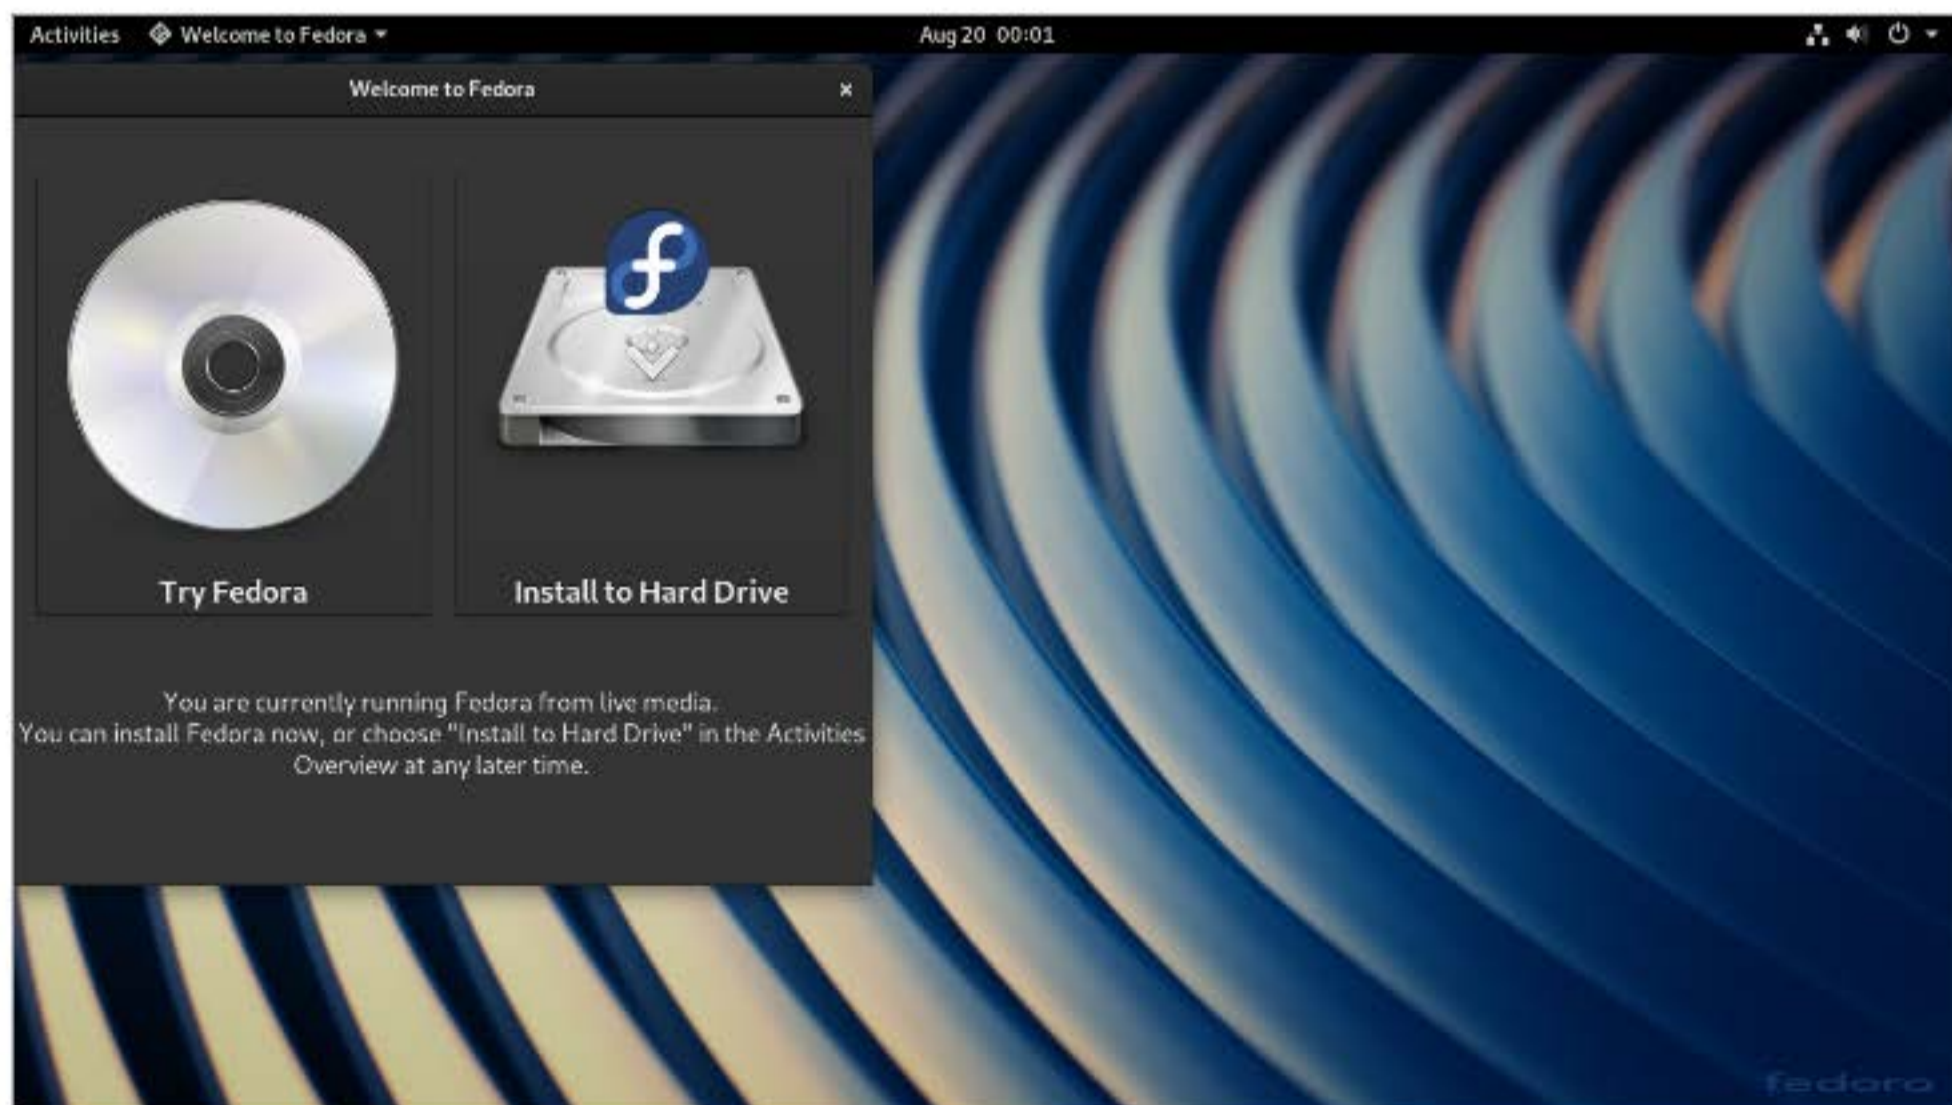 Activities Welcome to Fedora Aug 20 00:01
Welcome to Fedora
Try Fedora
Install to Hard Drive
You are currently running Fedora from live media.
You can install Fedora now, or choose "Install to Hard Drive" in the Activities
Overview at any later time.
fedora